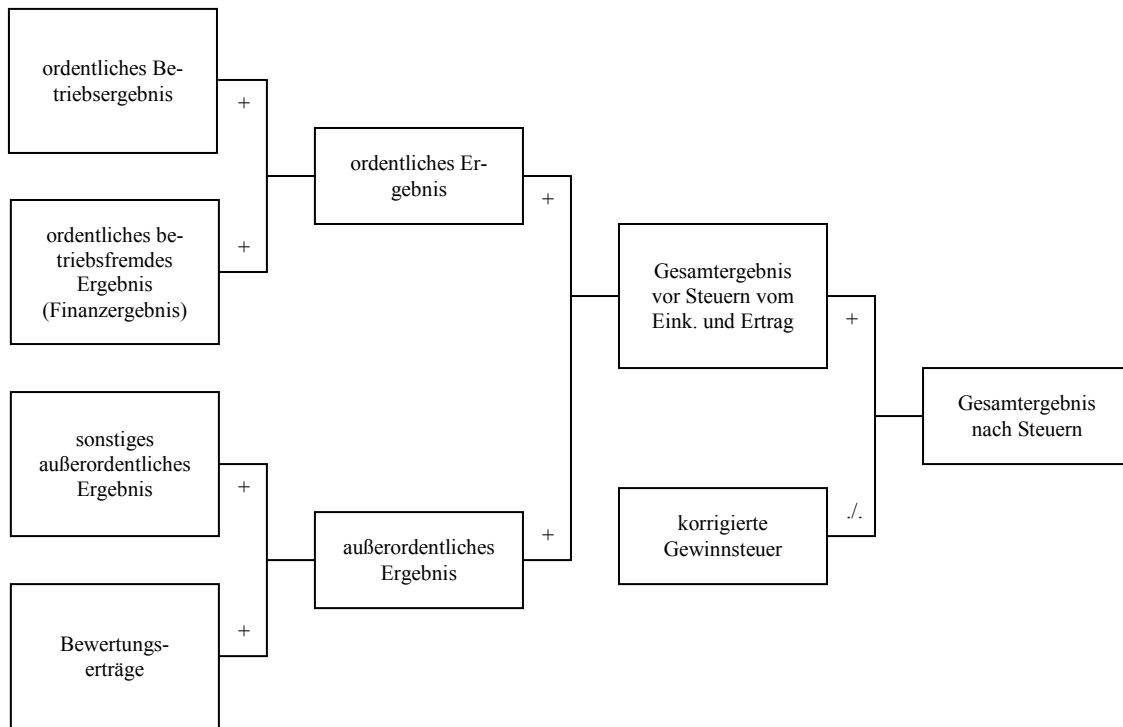 ordentliches Be-
triebsergebnis
+
ordentliches be-
triebsfremdes
Ergebnis
(Finanzergebnis)
+
ordentliches Er-
gebnis
+
sonstiges
außerordentliches
Ergebnis
+
Bewertungs-
erträge
+
außerordentliches
Ergebnis
+
Gesamtergebnis
vor Steuern vom
Eink. und Ertrag
+
korrigierte
Gewinnsteuer
./.
Gesamtergebnis
nach Steuern